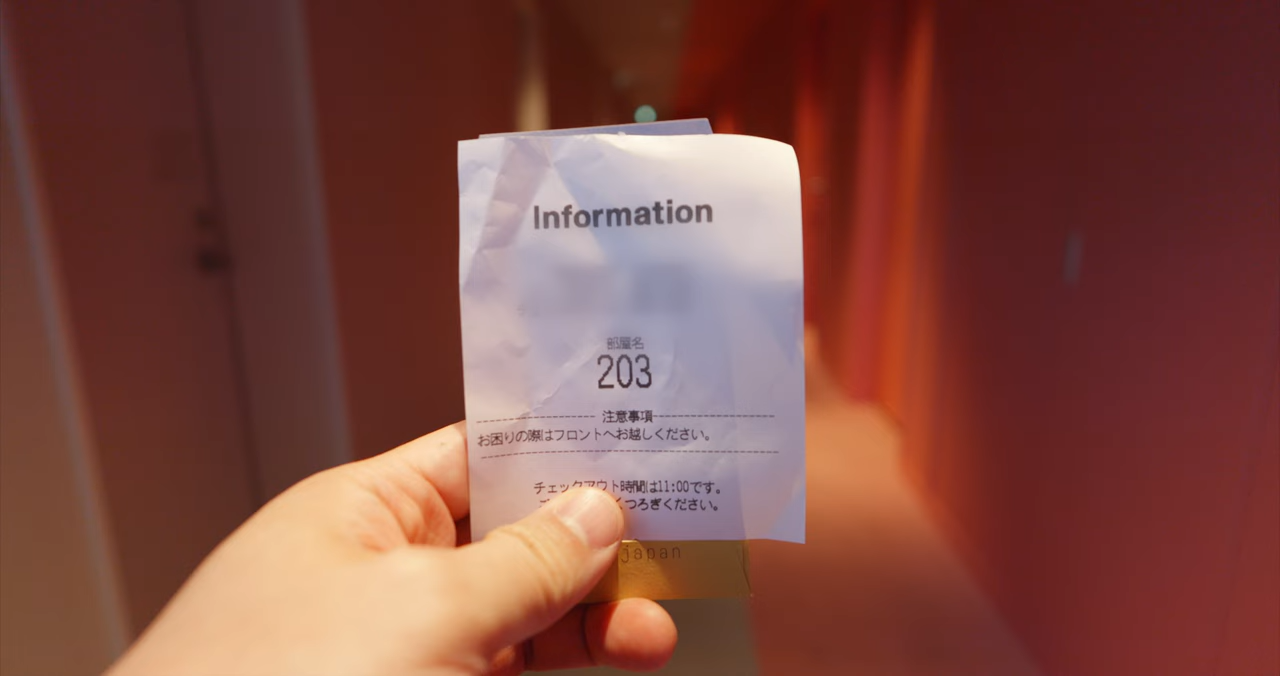 Information
部屋名
203
注意事項
お困りの際はフロントへお越しください。
チェックアウト時間は11:00です。
くつろぎください。
japan